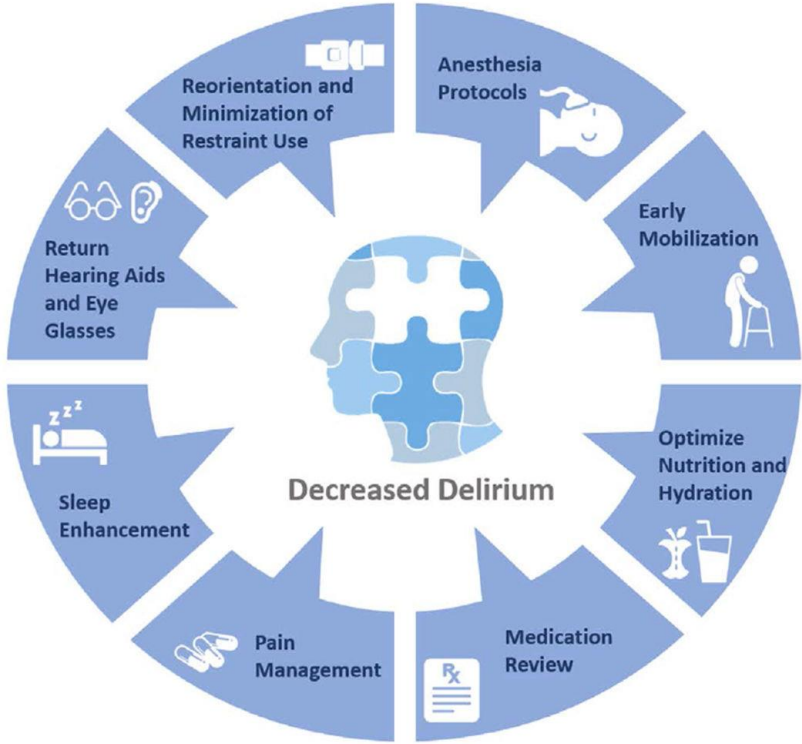 Reorientation and
Minimization of
Restraint Use
Anesthesia
Protocols
Early
Mobilization
Optimize
Nutrition and
Hydration
Medication
Review
Rx
Pain
Management
Sleep
Enhancement
z z z
Return
Hearing Aids
and Eye
Glasses
Decreased Delirium